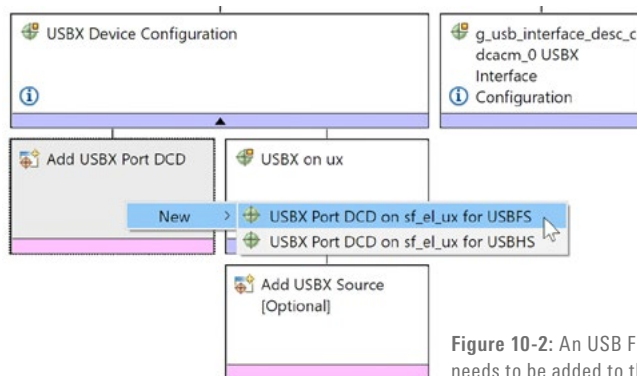 USBX Device Configuration
g_usb_interface_desc_c
dcacm_0 USBX
Interface
Configuration
Add USBX Port DCD
USBX on ux
New
USBX Port DCD on sf_el_ux for USBFS
USBX Port DCD on sf_el_ux for USBHS
Add USBX Source
[Optional]
Figure 10-2: An USB F
needs to be added to th